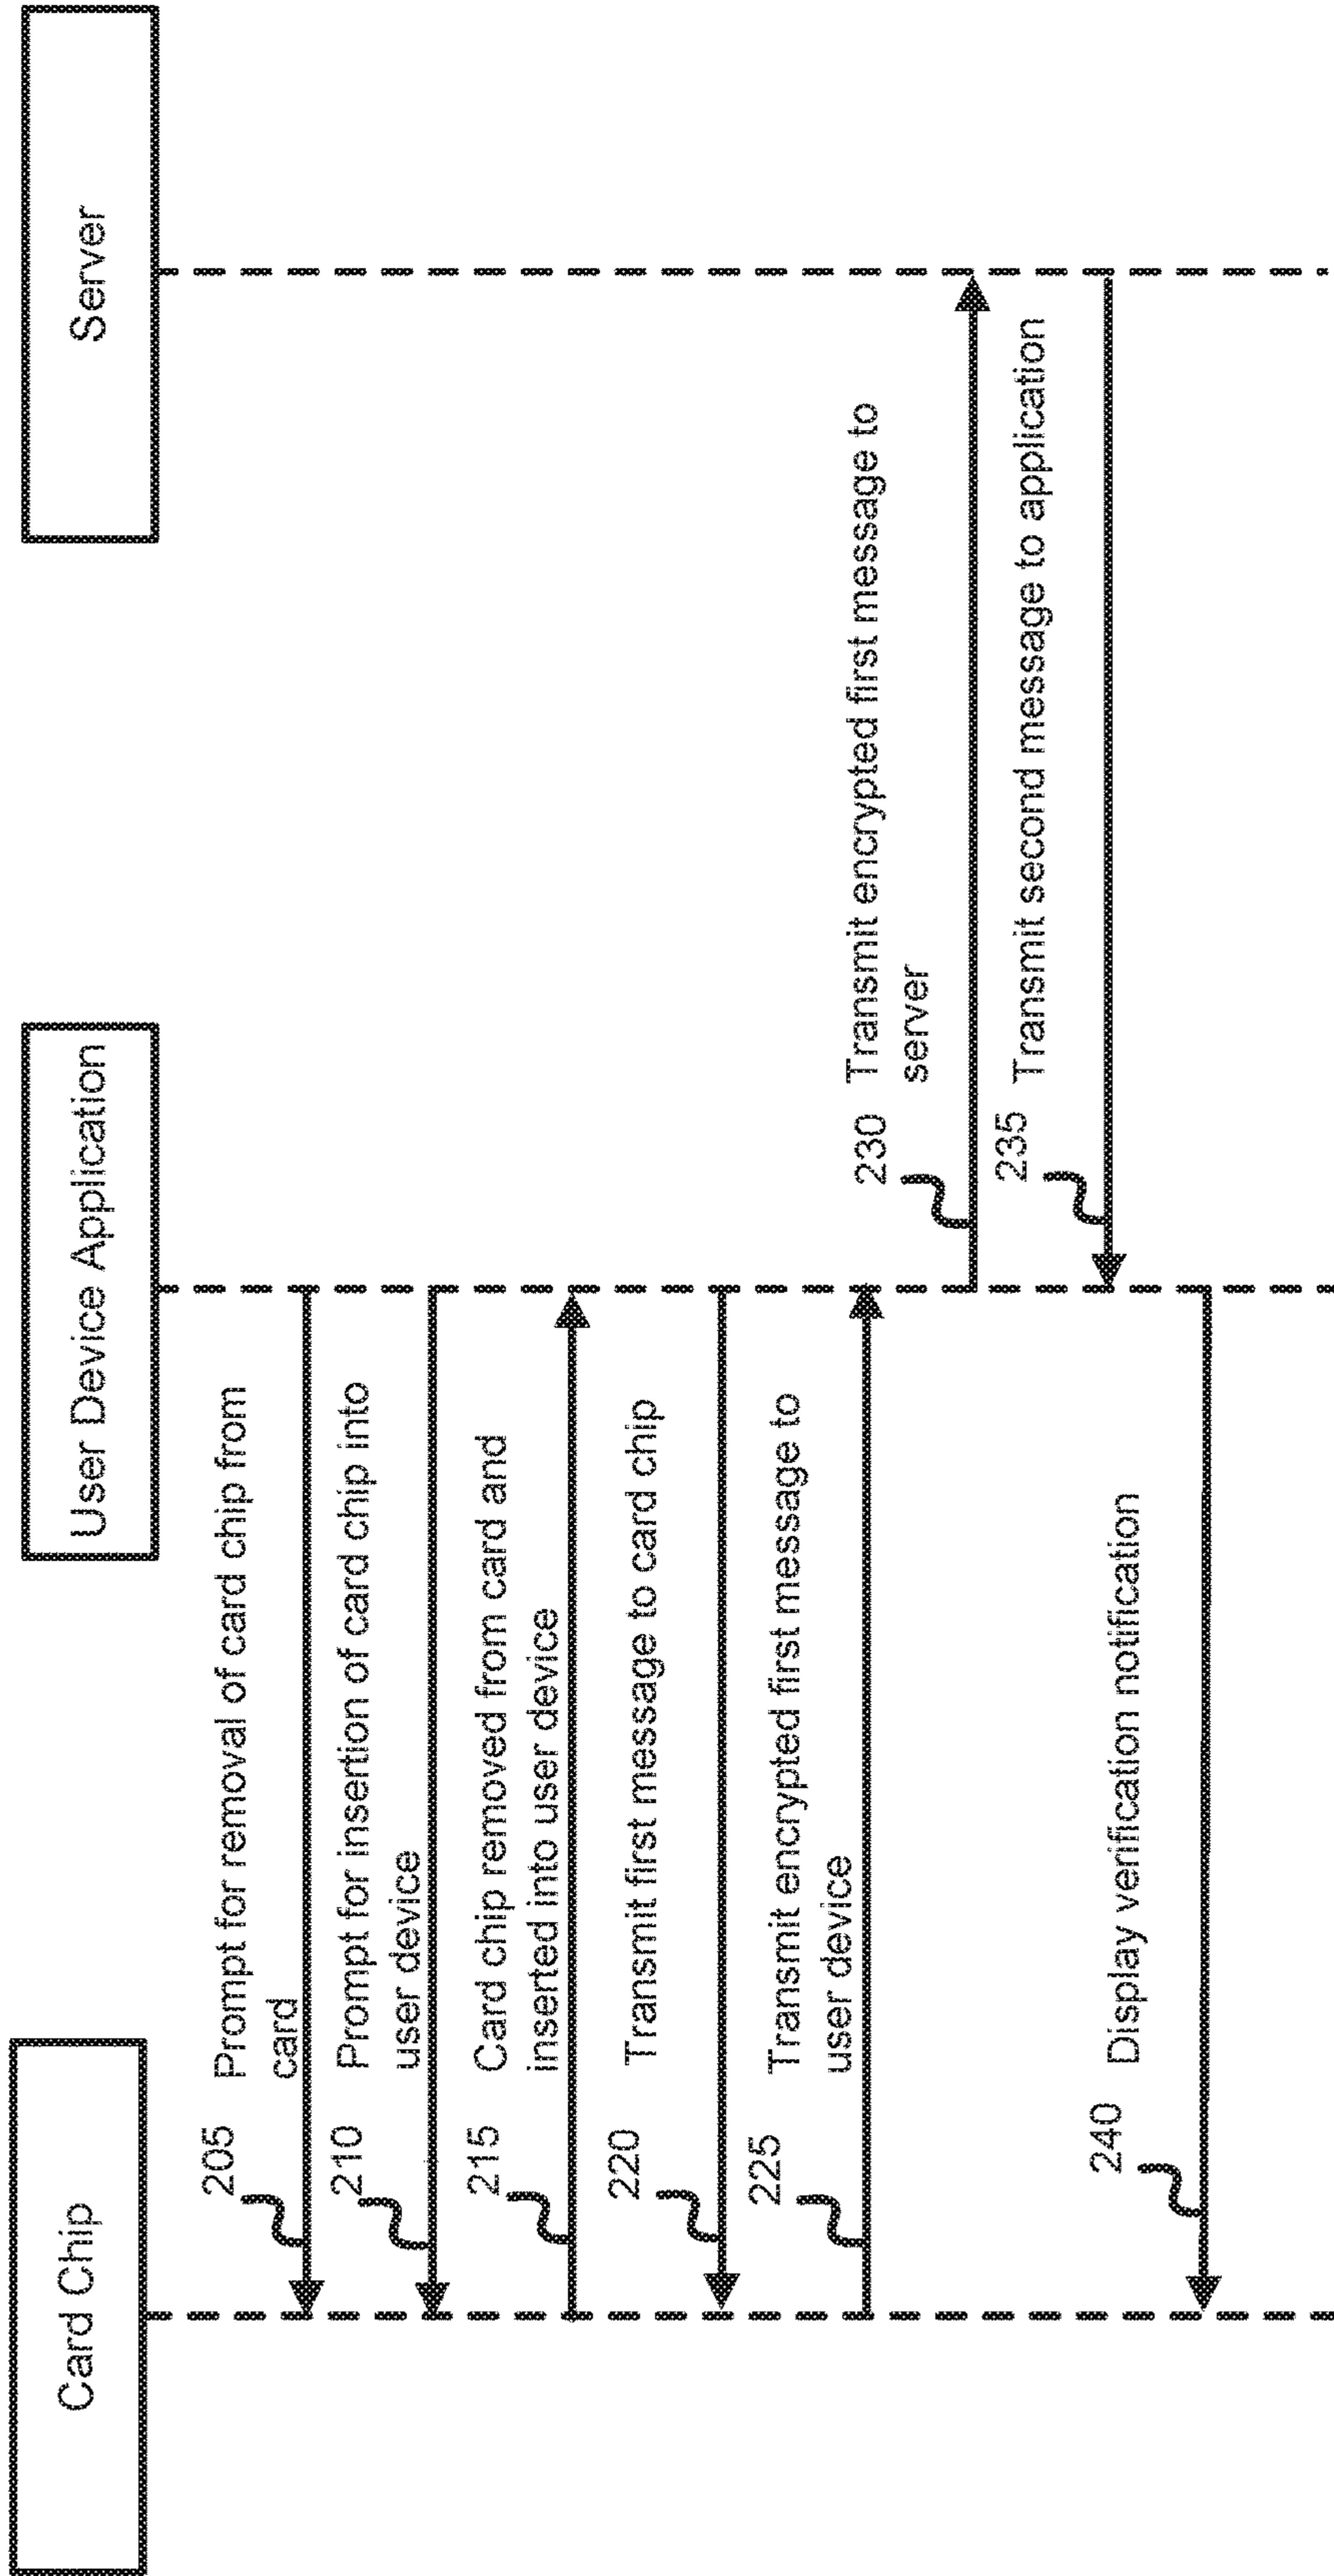 Card Chip
User Device Application
Server
205
Prompt for removal of card chip from
card
210
Prompt for insertion of card chip into
user device
215
Card chip removed from card and
inserted into user device
220
Transmit first message to card chip
225
Transmit encrypted first message to
user device
230
Transmit encrypted first message to
server
235
Transmit second message to application
240
Display verification notification